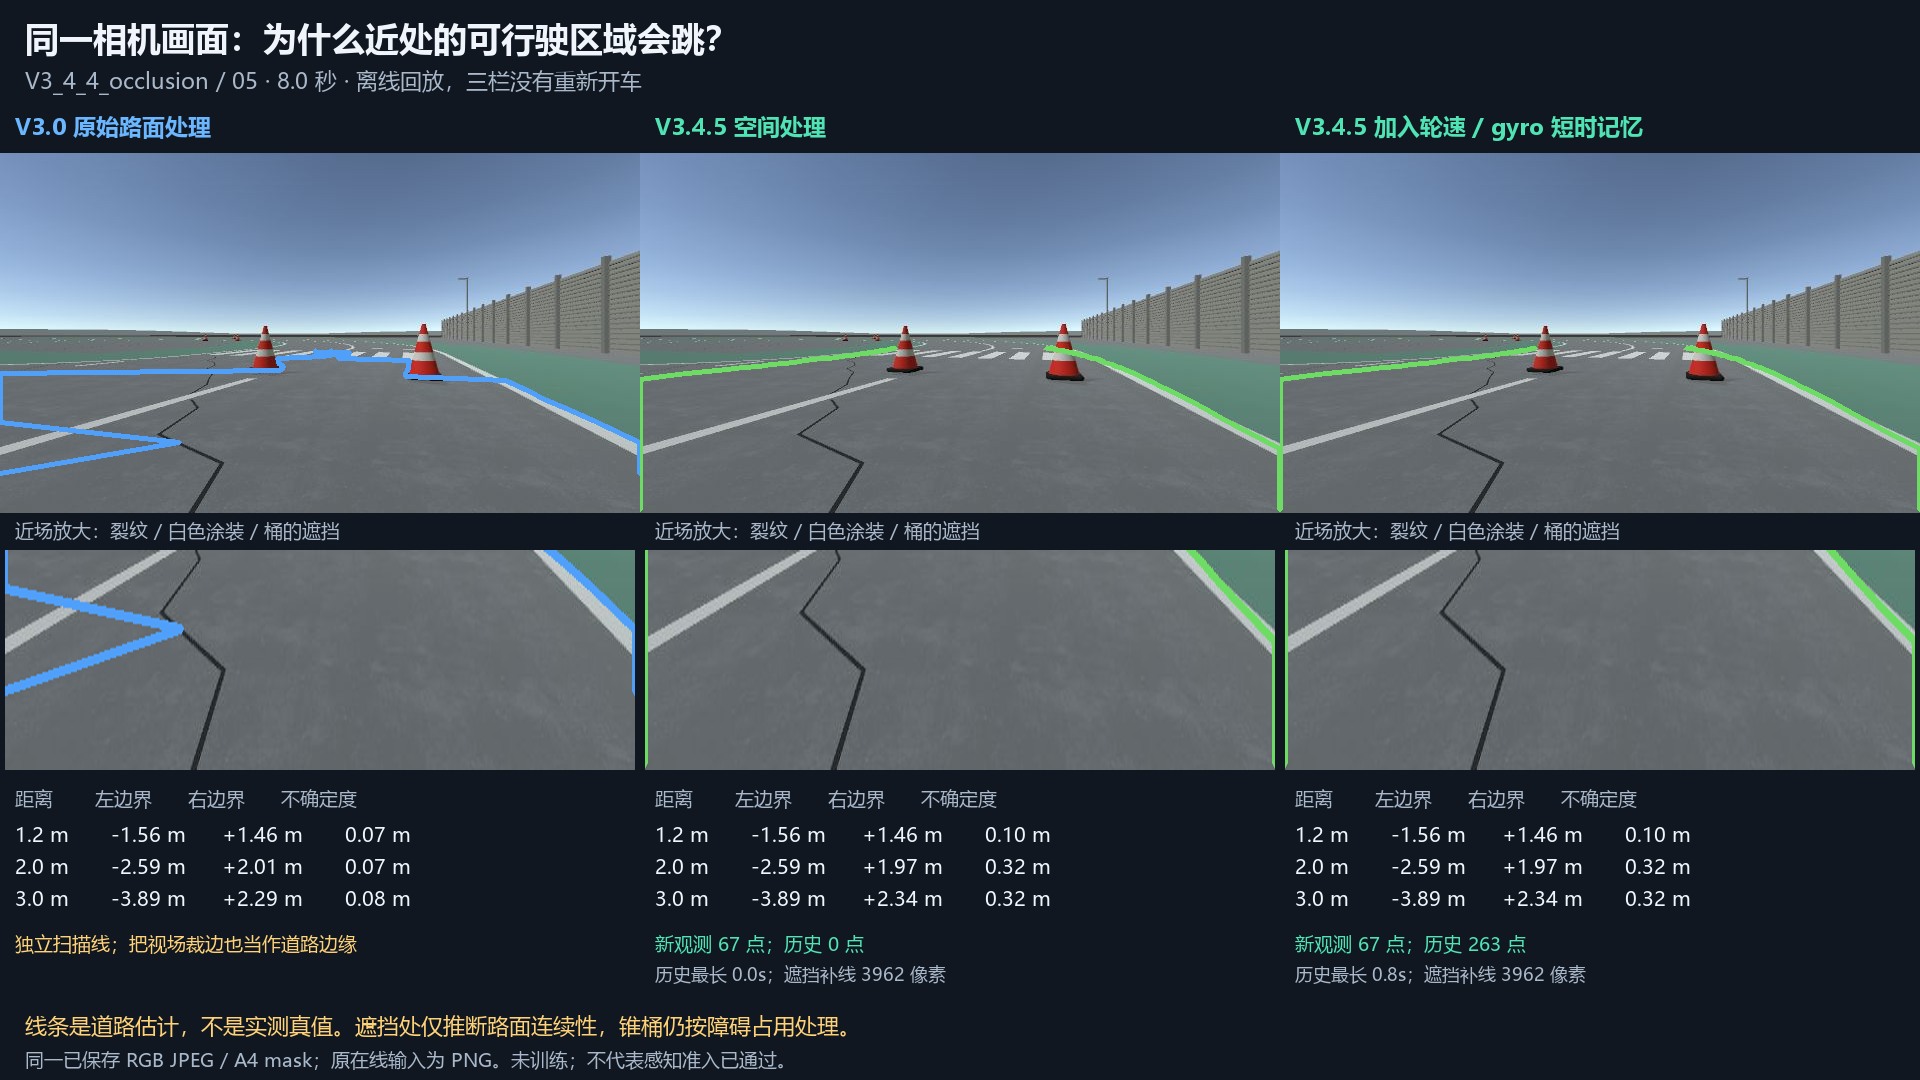 同一相机画面：为什么近处的可行驶区域会跳？
V3_4_4_occlusion / 05 · 8.0 秒 · 离线回放，三栏没有重新开车
V3.0 原始路面处理
V3.4.5 空间处理
V3.4.5 加入轮速 / gyro 短时记忆
近场放大：裂纹 / 白色涂装 / 桶的遮挡
近场放大：裂纹 / 白色涂装 / 桶的遮挡
近场放大：裂纹 / 白色涂装 / 桶的遮挡
距离 左边界 右边界 不确定度
1.2 m -1.56 m +1.46 m 0.07 m
2.0 m -2.59 m +2.01 m 0.07 m
3.0 m -3.89 m +2.29 m 0.08 m
独立扫描线；把视场裁边也当作道路边缘
距离 左边界 右边界 不确定度
1.2 m -1.56 m +1.46 m 0.10 m
2.0 m -2.59 m +1.97 m 0.32 m
3.0 m -3.89 m +2.34 m 0.32 m
新观测 67 点；历史 0 点
历史最长 0.0s；遮挡补线 3962 像素
距离 左边界 右边界 不确定度
1.2 m -1.56 m +1.46 m 0.10 m
2.0 m -2.59 m +1.97 m 0.32 m
3.0 m -3.89 m +2.34 m 0.32 m
新观测 67 点；历史 263 点
历史最长 0.8s；遮挡补线 3962 像素
线条是道路估计，不是实测真值。遮挡处仅推断路面连续性，锥桶仍按障碍占用处理。
同一已保存 RGB JPEG / A4 mask；原在线输入为 PNG。未训练；不代表感知准入已通过。